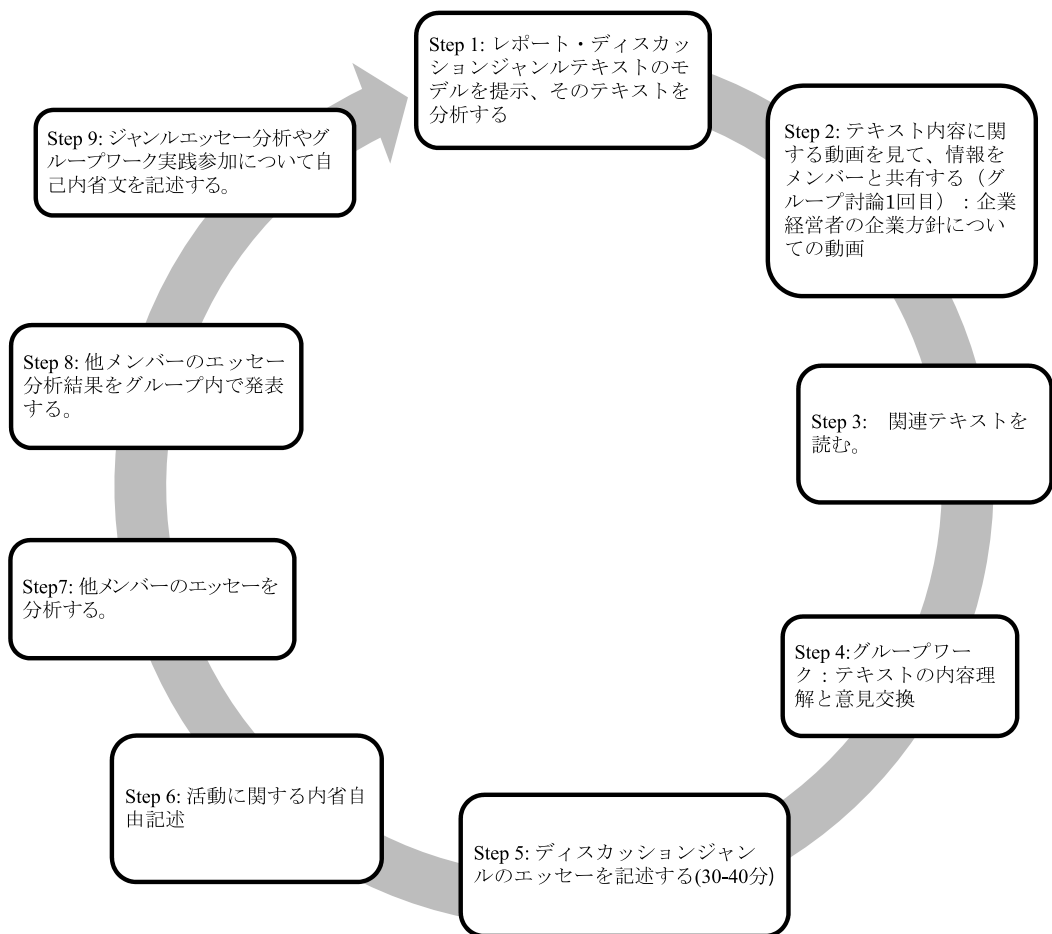 Step 1: レポート・ディスカッ
ションジャンルテキストのモ
デルを提示、そのテキストを
分析する
Step 2: テキスト内容に関
する動画を見て、情報を
メンバーと共有する（グ
ループ討論1回目）：企業
経営者の企業方針につい
ての動画
Step 3:　関連テキストを
読む。
Step 4:グループワー
ク：テキストの内容理
解と意見交換
Step 5: ディスカッションジャン
ルのエッセーを記述する(30-40分)
Step 6: 活動に関する内省自
由記述
Step7: 他メンバーのエッセーを
分析する。
Step 8: 他メンバーのエッセー
分析結果をグループ内で発表
する。
Step 9: ジャンルエッセー分析やグ
ループワーク実践参加について自
己内省文を記述する。